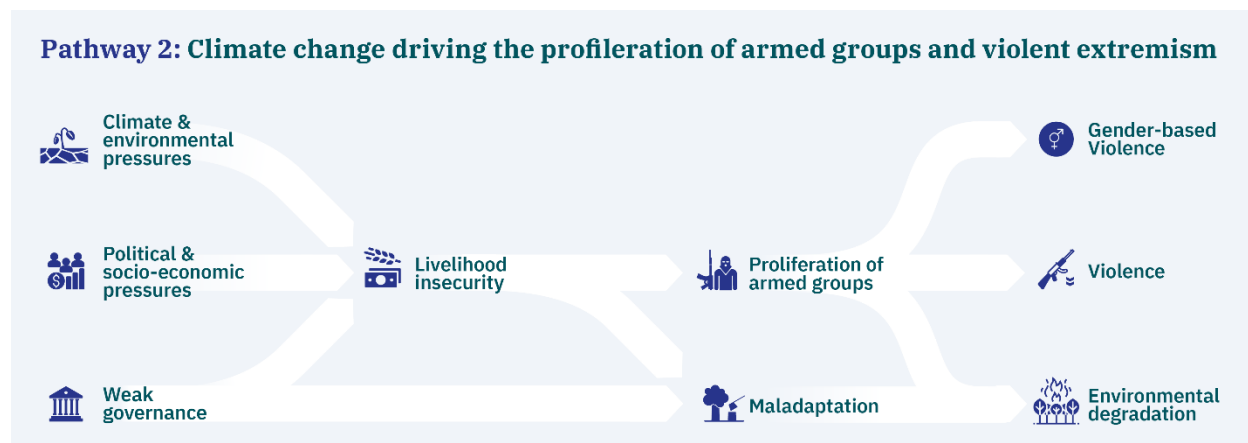 Pathway 2: Climate change driving the profileration of armed groups and violent extremism
Climate &
environmental
pressures
Gender-based
Violence
Political &
socio-economic
pressures
Livelihood
insecurity
Proliferation of
armed groups
Violence
Weak
governance
Maladaptation
Environmental
degradation